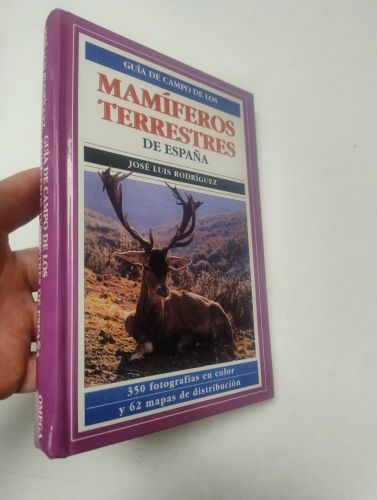 GUÍA DE CAMPO DE LOS
MAMÍFEROS
TERRESTRES
DE ESPAÑA
JOSÉ LUIS RODRÍGUEZ
350 fotografías en color
y 62 mapas de distribución
GUÍA DE CAMPO DE LOS
ESPAÑA
OMEGA